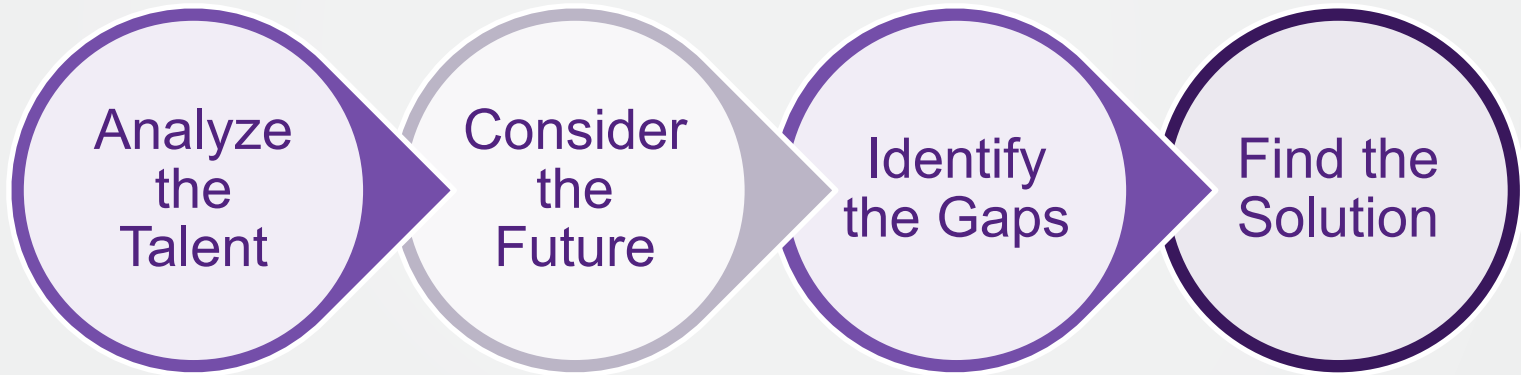 Analyze
the
Talent
Consider
the
Future
Identify
the Gaps
Find the
Solution